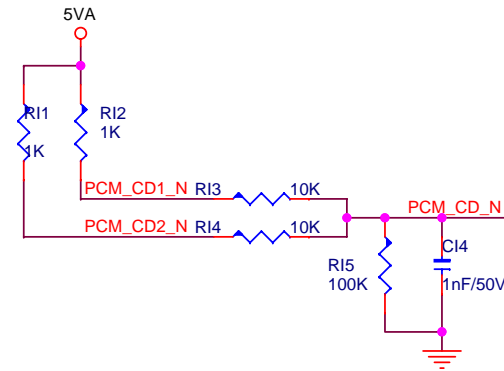 5VA
RI1
1K
RI2
1K
PCM_CD1_N
RI3
10K
PCM_CD2_N
RI4
10K
PCM_CD_N
RI5
100K
CI4
1nF/50V